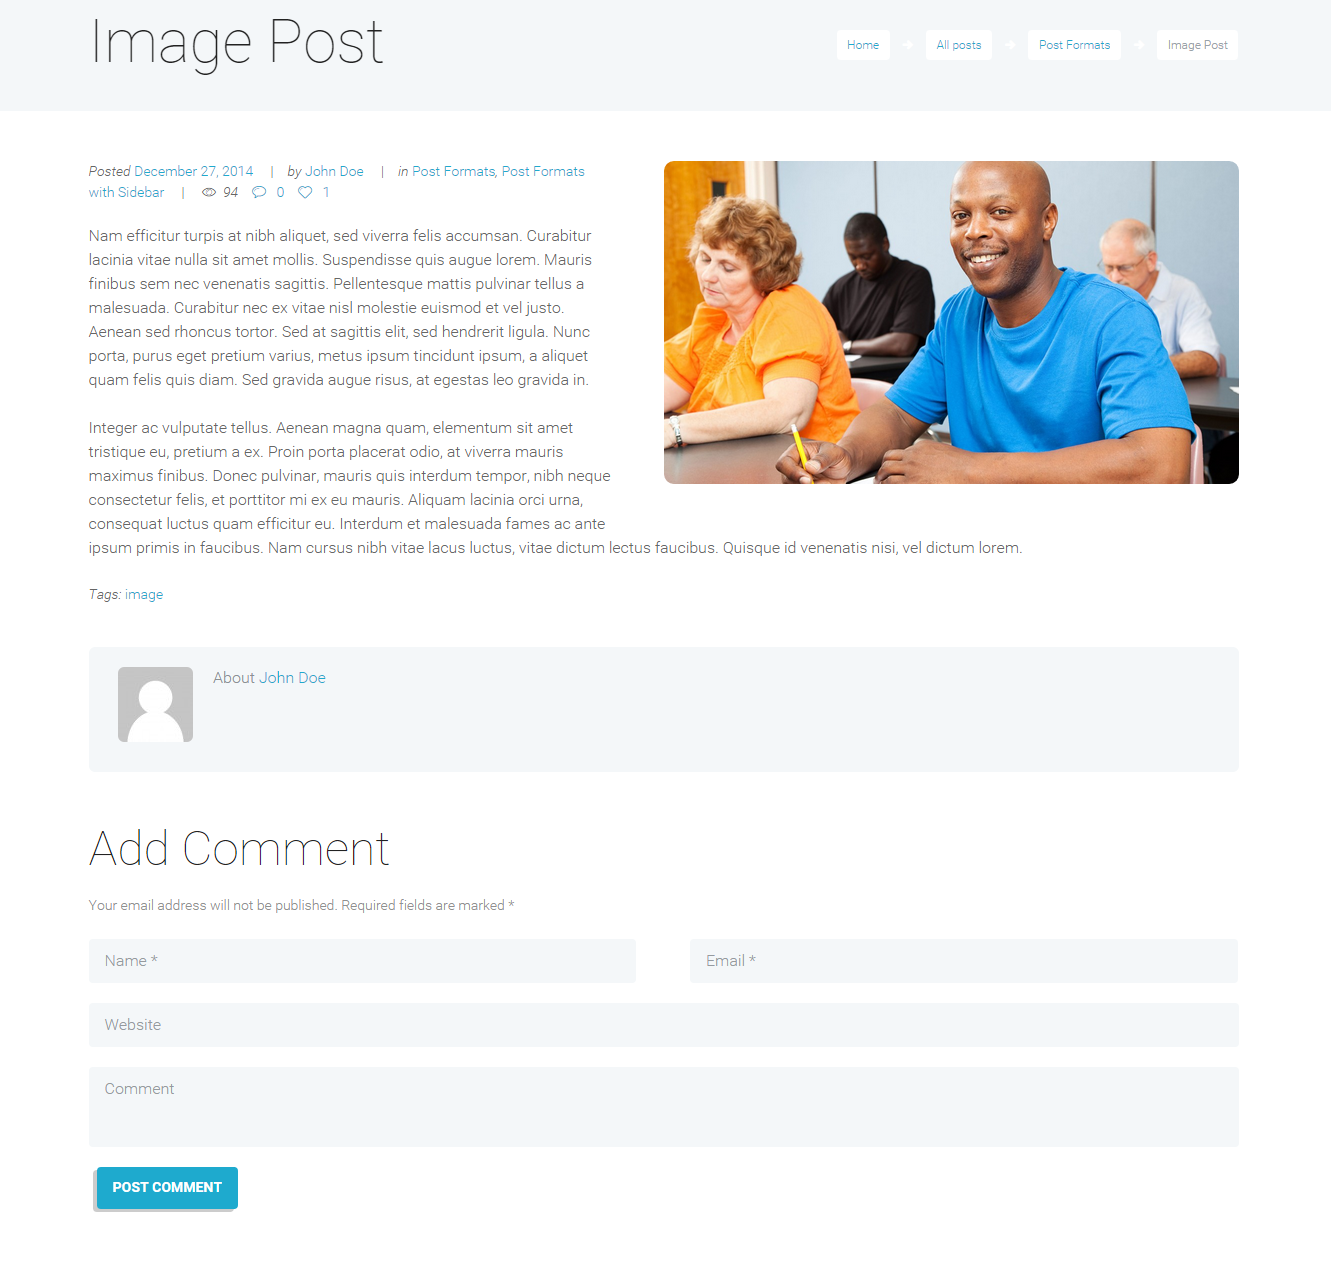 Image Post
Home
All posts
Post Formats
Image Post
Posted December 27, 2014 | by John Doe | in Post Formats, Post Formats
with Sidebar | 94 0 1
Nam efficitur turpis at nibh aliquet, sed viverra felis accumsan. Curabitur
lacinia vitae nulla sit amet mollis. Suspendisse quis augue lorem. Mauris
finibus sem nec venenatis sagittis. Pellentesque mattis pulvinar tellus a
malesuada. Curabitur nec ex vitae nisl molestie euismod et vel justo.
Aenean sed rhoncus tortor. Sed at sagittis elit, sed hendrerit ligula. Nunc
porta, purus eget pretium varius, metus ipsum tincidunt ipsum, a aliquet
quam felis quis diam. Sed gravida augue risus, at egestas leo gravida in.
Integer ac vulputate tellus. Aenean magna quam, elementum sit amet
tristique eu, pretium a ex. Proin porta placerat odio, at viverra mauris
maximus finibus. Donec pulvinar, mauris quis interdum tempor, nibh neque
consectetur felis, et porttitor mi ex eu mauris. Aliquam lacinia orci urna,
consequat luctus quam efficitur eu. Interdum et malesuada fames ac ante
ipsum primis in faucibus. Nam cursus nibh vitae lacus luctus, vitae dictum lectus faucibus. Quisque id venenatis nisi, vel dictum lorem.
Tags: image
About John Doe
Add Comment
Your email address will not be published. Required fields are marked *
Name *
Email *
Website
Comment
POST COMMENT